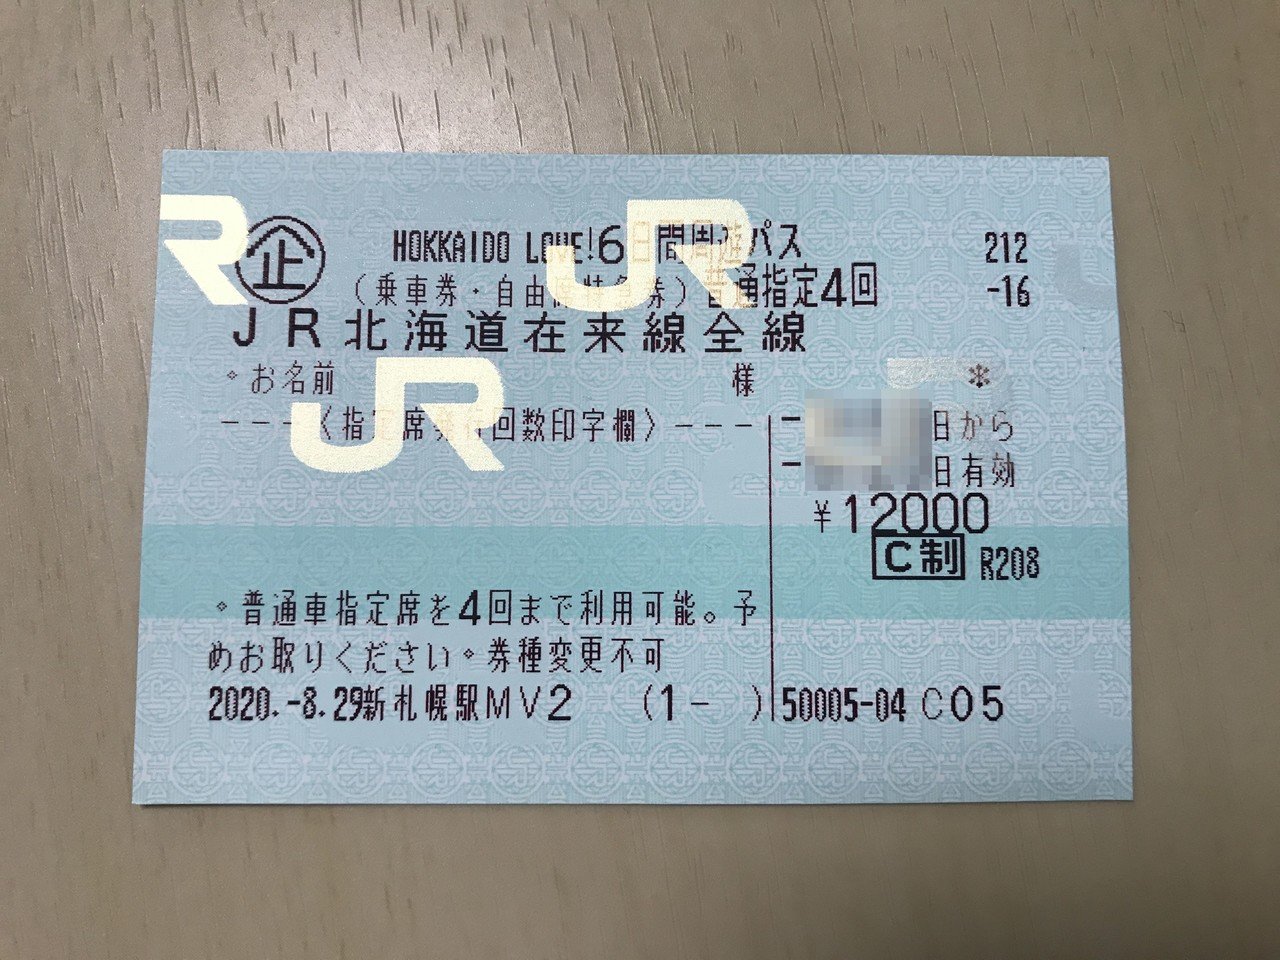 企 HOKKAIDO LOVE!6日間周遊パス 212
(乗車券・自由席特急券)普通指定4回 -16
JR北海道在来線全線
・お名前 様
---〈指定席発行回数印字欄〉---
- 日から
- 日有効
¥12000
C制 R208
・普通車指定席を4回まで利用可能。予
めお取りください・券種変更不可
2020.-8.29新札幌駅MV2 (1- ) 50005-04 C05
JR
JR